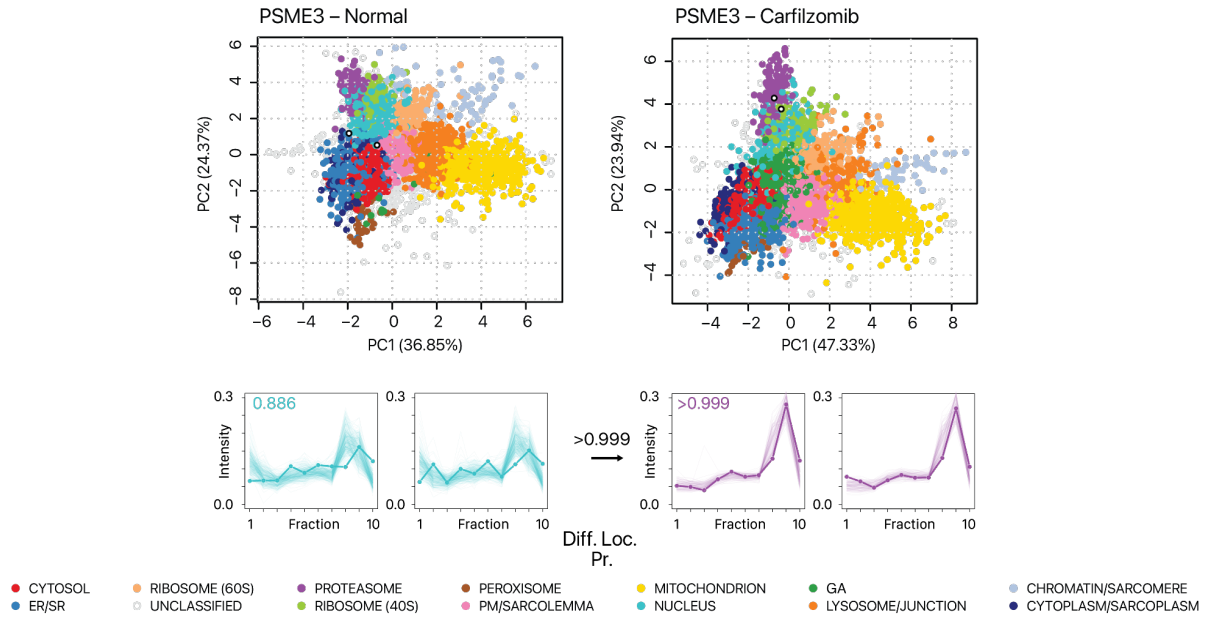 PSME3 – Normal
PSME3 – Carfilzomib
6
4
2
0
−2
−4
−6
−8
PC2 (24.37%)
−6 −4 −2 0 2 4 6
PC1 (36.85%)
6
4
2
0
−2
−4
PC2 (23.94%)
−4 −2 0 2 4 6 8
PC1 (47.33%)
0.3
0.0
Intensity
0.886
1 Fraction 10
0.3
0.0
1 Fraction 10
>0.999
Diff. Loc.
Pr.
0.3
0.0
Intensity
>0.999
1 Fraction 10
0.3
0.0
1 Fraction 10
CYTOSOL RIBOSOME (60S) PROTEASOME PEROXISOME MITOCHONDRION GA CHROMATIN/SARCOMERE
ER/SR UNCLASSIFIED RIBOSOME (40S) PM/SARCOLEMMA NUCLEUS LYSOSOME/JUNCTION CYTOPLASM/SARCOPLASM